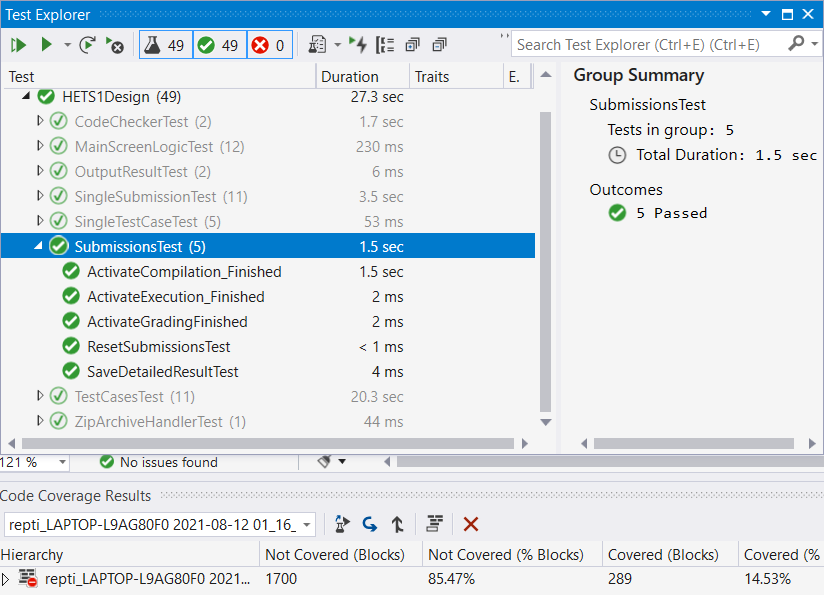 Test Explorer
49 49 0
Search Test Explorer (Ctrl+E) (Ctrl+E)
Test Duration Traits E.
HETS1Design (49) 27.3 sec
CodeCheckerTest (2) 1.7 sec
MainScreenLogicTest (12) 230 ms
OutputResultTest (2) 6 ms
SingleSubmissionTest (11) 3.5 sec
SingleTestCaseTest (5) 53 ms
SubmissionsTest (5) 1.5 sec
ActivateCompilation_Finished 1.5 sec
ActivateExecution_Finished 2 ms
ActivateGradingFinished 2 ms
ResetSubmissionsTest < 1 ms
SaveDetailedResultTest 4 ms
TestCasesTest (11) 20.3 sec
ZipArchiveHandlerTest (1) 44 ms
Group Summary
SubmissionsTest
Tests in group: 5
Total Duration: 1.5 sec
Outcomes
5 Passed
121 % No issues found
Code Coverage Results
repti_LAPTOP-L9AG80F0 2021-08-12 01_16_
Hierarchy Not Covered (Blocks) Not Covered (% Blocks) Covered (Blocks) Covered (%
repti_LAPTOP-L9AG80F0 2021... 1700 85.47% 289 14.53%